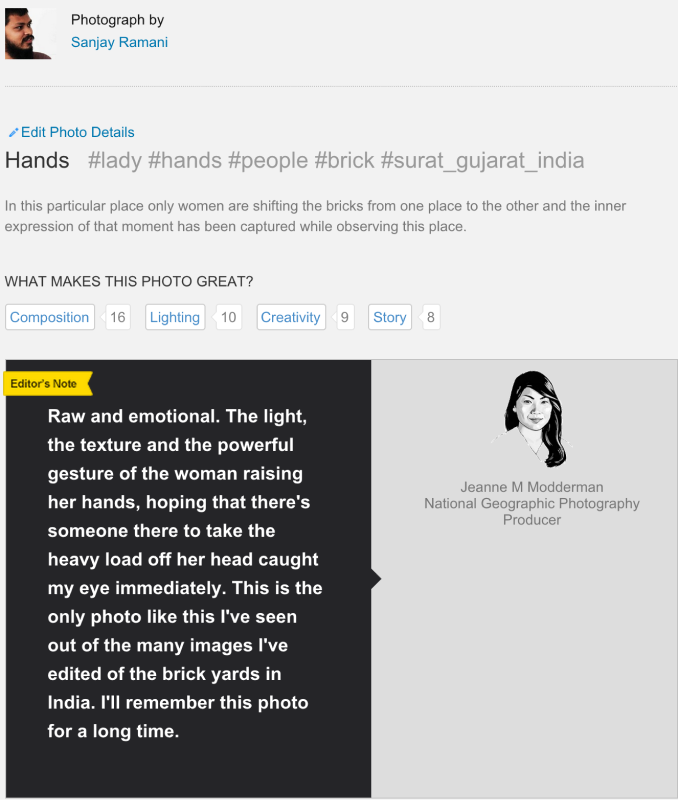 Photograph by
Sanjay Ramani
Edit Photo Details
Hands #lady #hands #people #brick #surat_gujarat_india
In this particular place only women are shifting the bricks from one place to the other and the inner
expression of that moment has been captured while observing this place.
WHAT MAKES THIS PHOTO GREAT?
Composition 16 Lighting 10 Creativity 9 Story 8
Editor's Note
Raw and emotional. The light,
the texture and the powerful
gesture of the woman raising
her hands, hoping that there's
someone there to take the
heavy load off her head caught
my eye immediately. This is the
only photo like this I've seen
out of the many images I've
edited of the brick yards in
India. I'll remember this photo
for a long time.
Jeanne M Modderman
National Geographic Photography
Producer